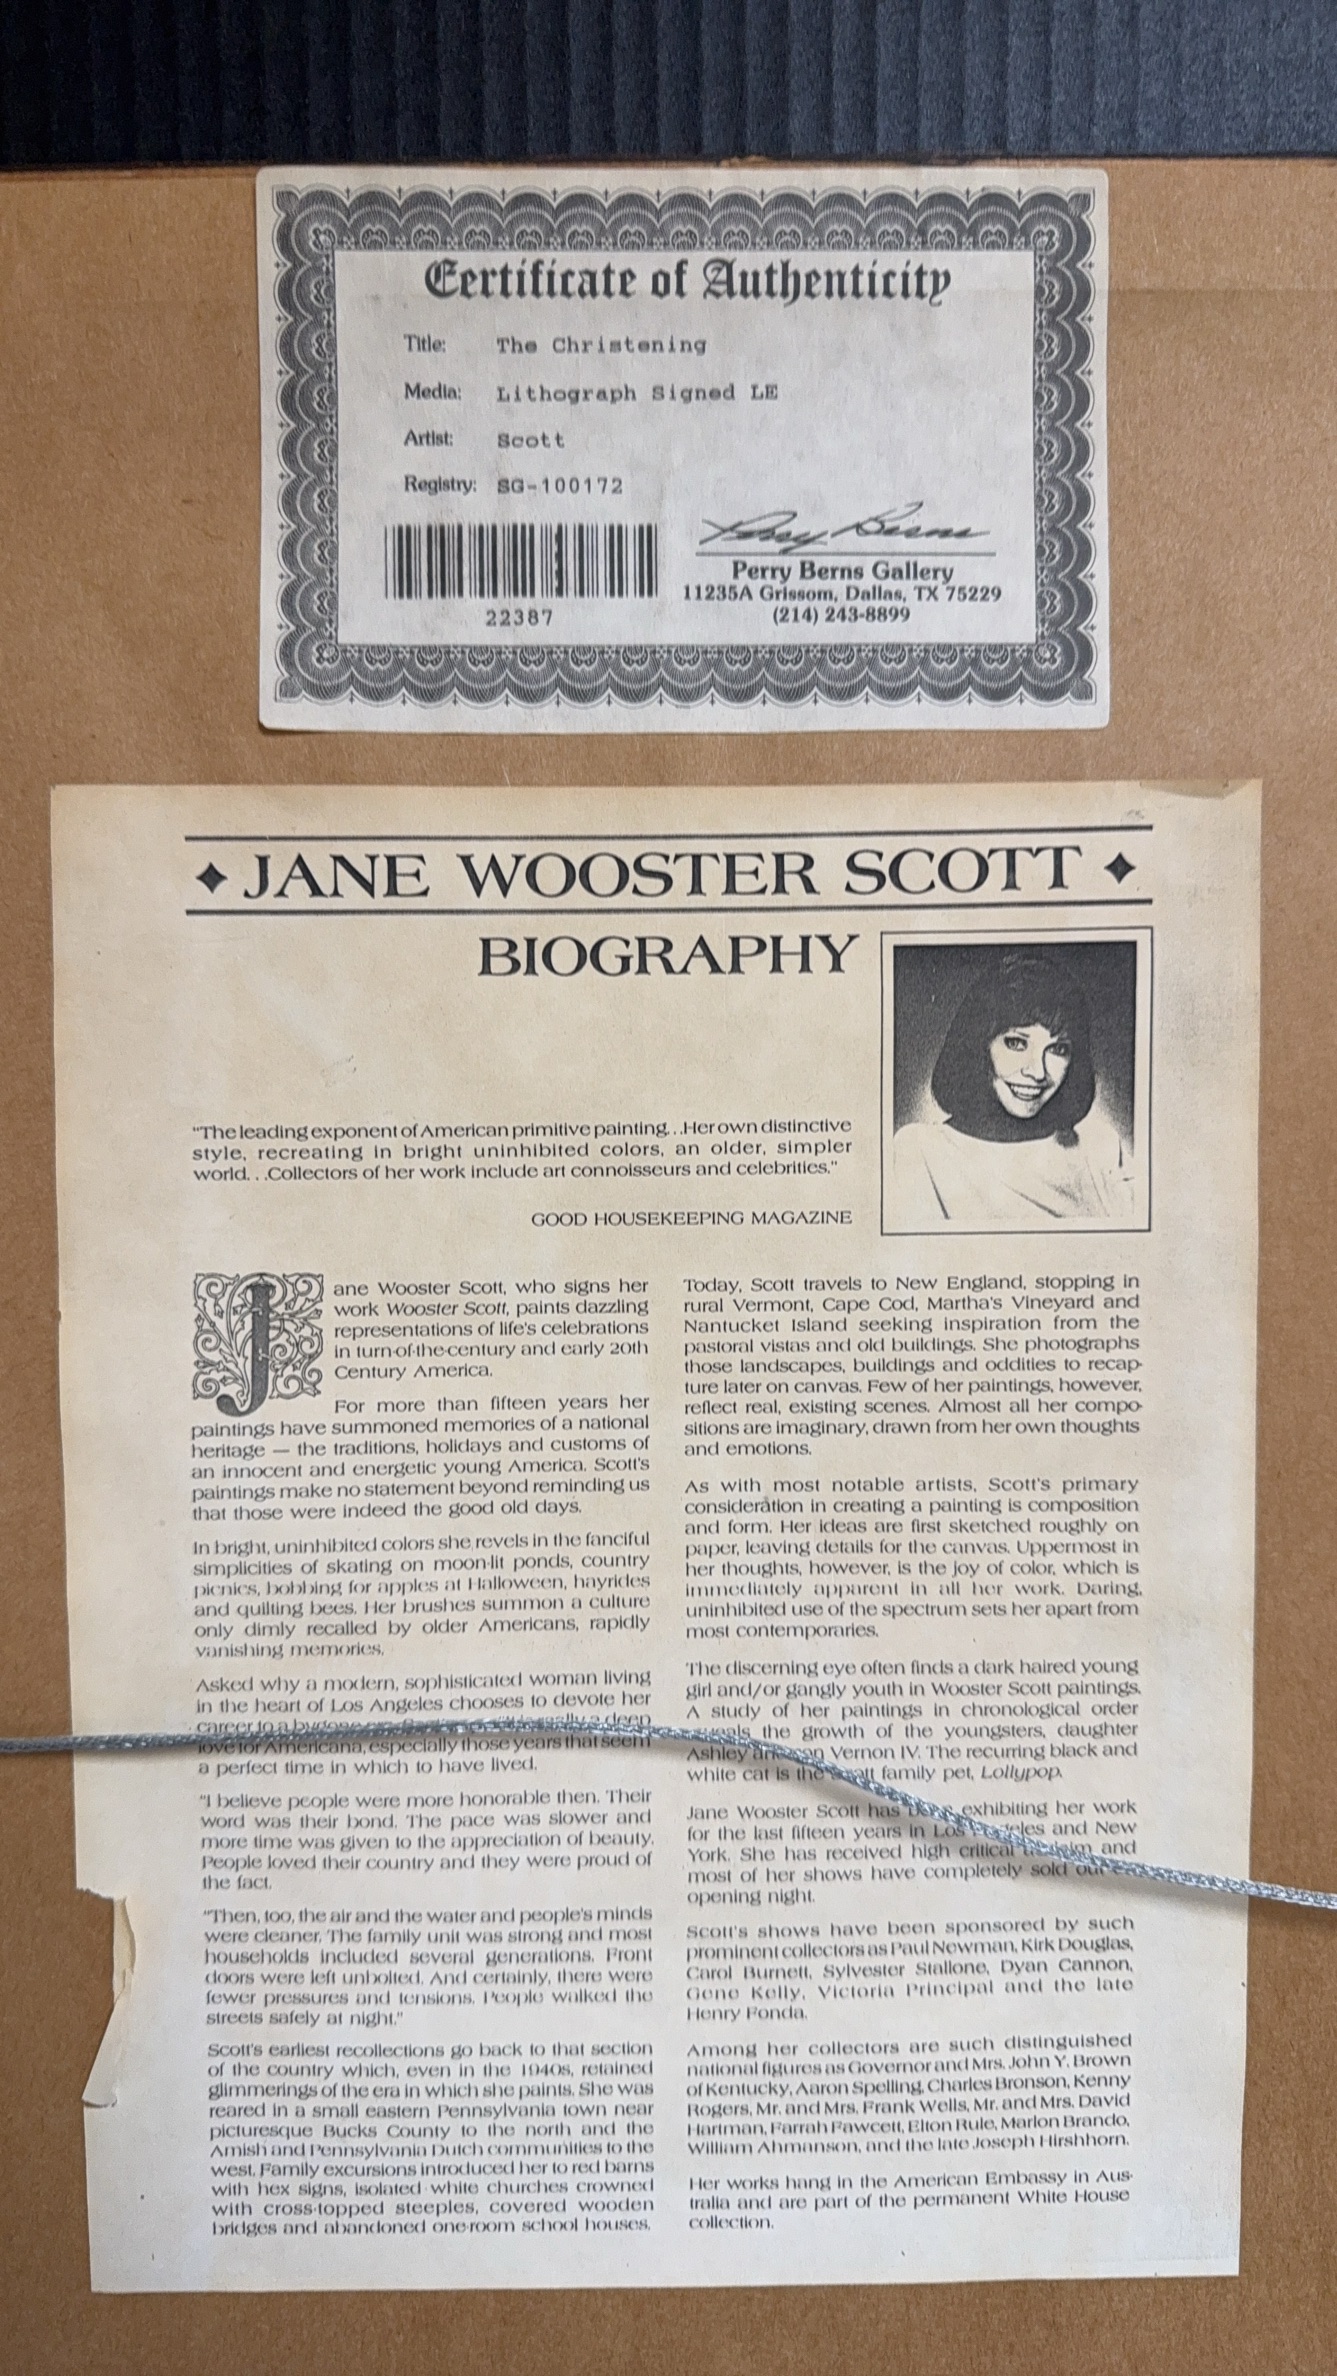 Certificate of Authenticity
Title: The Christening
Media: Lithograph Signed LE
Artist: Scott
Registry: SG-100172
Perry Berns
Perry Berns Gallery
11235A Grissom, Dallas, TX 75229
(214) 243-8899
22387
♦ JANE WOOSTER SCOTT ♦
BIOGRAPHY
"The leading exponent of American primitive painting. . .Her own distinctive
style, recreating in bright uninhibited colors, an older, simpler
world. . .Collectors of her work include art connoisseurs and celebrities."
GOOD HOUSEKEEPING MAGAZINE
Jane Wooster Scott, who signs her
work Wooster Scott, paints dazzling
representations of life's celebrations
in turn-of-the-century and early 20th
Century America.
For more than fifteen years her
paintings have summoned memories of a national
heritage — the traditions, holidays and customs of
an innocent and energetic young America. Scott's
paintings make no statement beyond reminding us
that those were indeed the good old days.
In bright, uninhibited colors she revels in the fanciful
simplicities of skating on moon-lit ponds, country
picnics, bobbing for apples at Halloween, hayrides
and quilting bees. Her brushes summon a culture
only dimly recalled by older Americans, rapidly
vanishing memories.
Asked why a modern, sophisticated woman living
in the heart of Los Angeles chooses to devote her
career to a bygone really a deep
love for Americana, especially those years that seem
a perfect time in which to have lived.
"I believe people were more honorable then. Their
word was their bond. The pace was slower and
more time was given to the appreciation of beauty.
People loved their country and they were proud of
the fact.
"Then, too, the air and the water and people's minds
were cleaner. The family unit was strong and most
households included several generations. Front
doors were left unbolted. And certainly, there were
fewer pressures and tensions. People walked the
streets safely at night."
Scott's earliest recollections go back to that section
of the country which, even in the 1940s, retained
glimmerings of the era in which she paints. She was
reared in a small eastern Pennsylvania town near
picturesque Bucks County to the north and the
Amish and Pennsylvania Dutch communities to the
west. Family excursions introduced her to red barns
with hex signs, isolated white churches crowned
with cross-topped steeples, covered wooden
bridges and abandoned one-room school houses.
Today, Scott travels to New England, stopping in
rural Vermont, Cape Cod, Martha's Vineyard and
Nantucket Island seeking inspiration from the
pastoral vistas and old buildings. She photographs
those landscapes, buildings and oddities to recap-
ture later on canvas. Few of her paintings, however,
reflect real, existing scenes. Almost all her compo-
sitions are imaginary, drawn from her own thoughts
and emotions.
As with most notable artists, Scott's primary
consideration in creating a painting is composition
and form. Her ideas are first sketched roughly on
paper, leaving details for the canvas. Uppermost in
her thoughts, however, is the joy of color, which is
immediately apparent in all her work. Daring,
uninhibited use of the spectrum sets her apart from
most contemporaries.
The discerning eye often finds a dark haired young
girl and/or gangly youth in Wooster Scott paintings.
A study of her paintings in chronological order
reveals the growth of the youngsters, daughter
Ashley and son Vernon IV. The recurring black and
white cat is the Scott family pet, Lollypop.
Jane Wooster Scott has been exhibiting her work
for the last fifteen years in Los Angeles and New
York. She has received high critical acclaim and
most of her shows have completely sold out
opening night.
Scott's shows have been sponsored by such
prominent collectors as Paul Newman, Kirk Douglas,
Carol Burnett, Sylvester Stallone, Dyan Cannon,
Gene Kelly, Victoria Principal and the late
Henry Fonda.
Among her collectors are such distinguished
national figures as Governor and Mrs. John Y. Brown
of Kentucky, Aaron Spelling, Charles Bronson, Kenny
Rogers, Mr. and Mrs. Frank Wells, Mr. and Mrs. David
Hartman, Farrah Fawcett, Elton Rule, Marlon Brando,
William Ahmanson, and the late Joseph Hirshhorn.
Her works hang in the American Embassy in Aus-
tralia and are part of the permanent White House
collection.